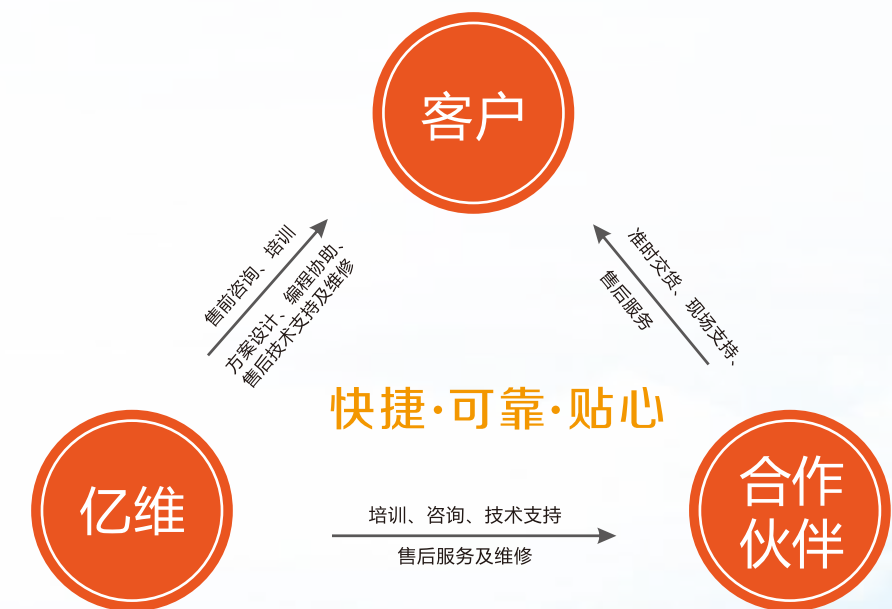 客户
售前咨询、培训
方案设计、编程协助、
售后技术支持及维修
准时交货、现场支持、
售后服务
快捷·可靠·贴心
亿维
培训、咨询、技术支持
售后服务及维修
合作
伙伴